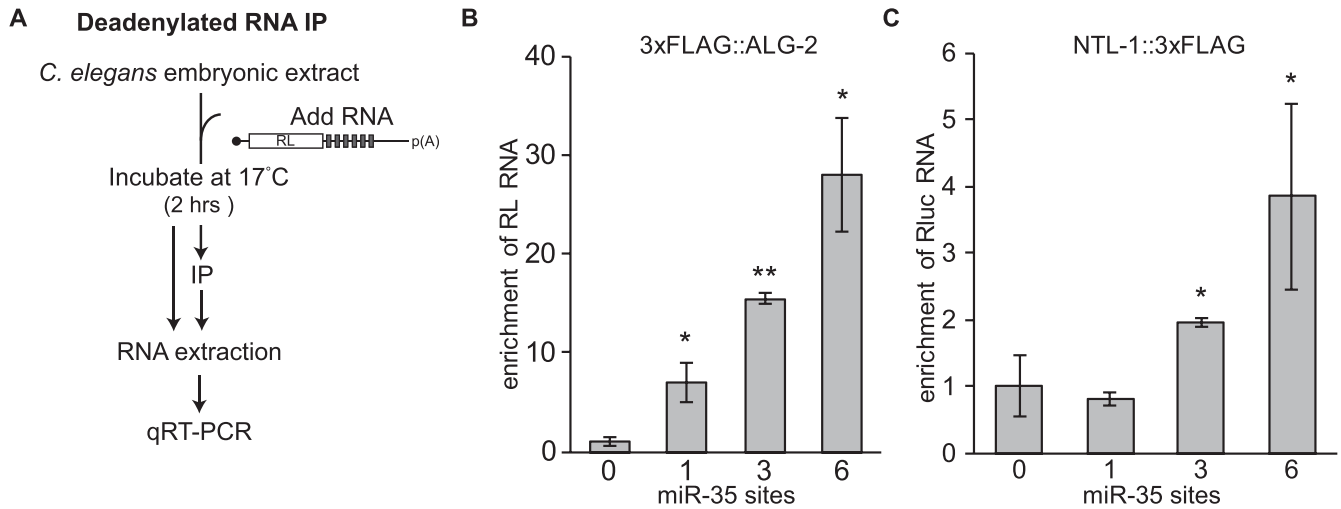 A
Deadenylated RNA IP
C. elegans embryonic extract
Add RNA
RL
p(A)
Incubate at 17°C
(2 hrs )
IP
RNA extraction
qRT-PCR
B
3xFLAG::ALG-2
enrichment of RL RNA
40
30
20
10
0
*
**
*
0 1 3 6
miR-35 sites
C
NTL-1::3xFLAG
enrichment of Rluc RNA
6
5
4
3
2
1
0
*
*
0 1 3 6
miR-35 sites